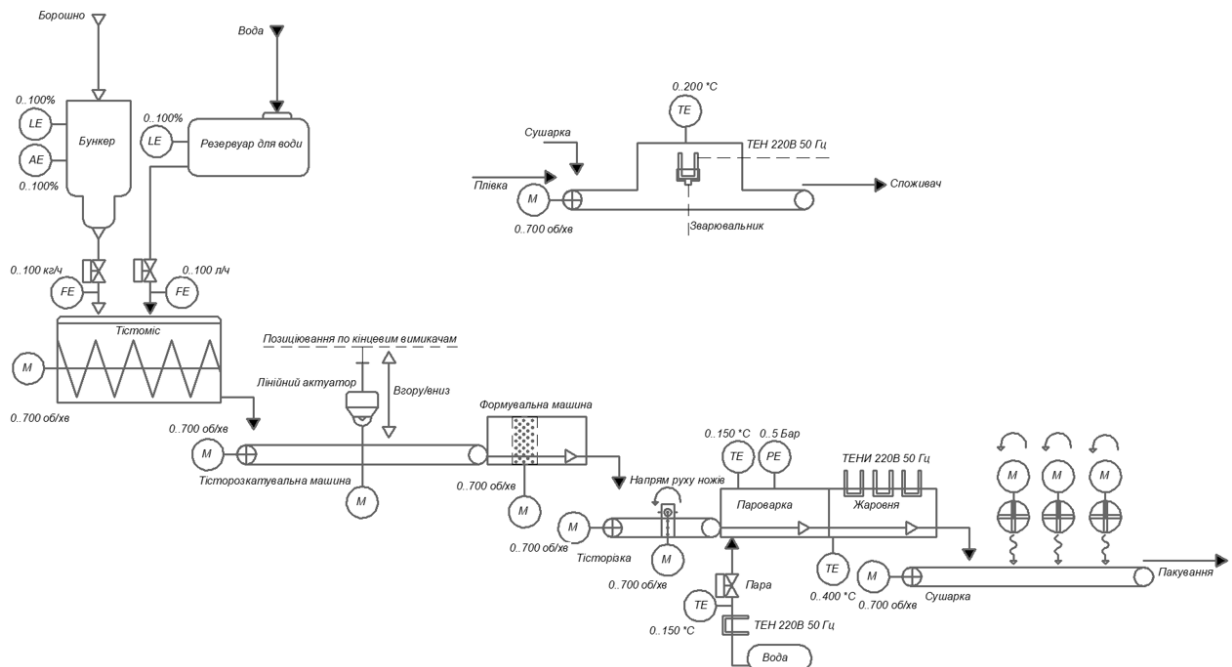 Борошно
Вода
0..100%
LE
AE
0..100%
Бункер
0..100%
LE
Резервуар для води
0..100 кг/ч
FE
0..100 л/ч
FE
Тістоміс
M
0..700 об/хв
0..200 °C
TE
Сушарка
ТЕН 220В 50 Гц
Плівка
M
0..700 об/хв
Зварювальник
Споживач
Позиціювання по кінцевим вимикачам
Лінійний актуатор
Вгору/вниз
0..700 об/хв
M
Тісторозкатувальна машина
M
Формувальна машина
0..700 об/хв
M
0..700 об/хв
M
Тісторізка
Напрям руху ножів
M
0..700 об/хв
0..150 °C
TE
0..5 Бар
PE
Пароварка
ТЕНИ 220В 50 Гц
Жаровня
TE
0..400 °C
Пара
TE
0..150 °C
ТЕН 220В 50 Гц
Вода
M
M
M
M
0..700 об/хв
Сушарка
Пакування